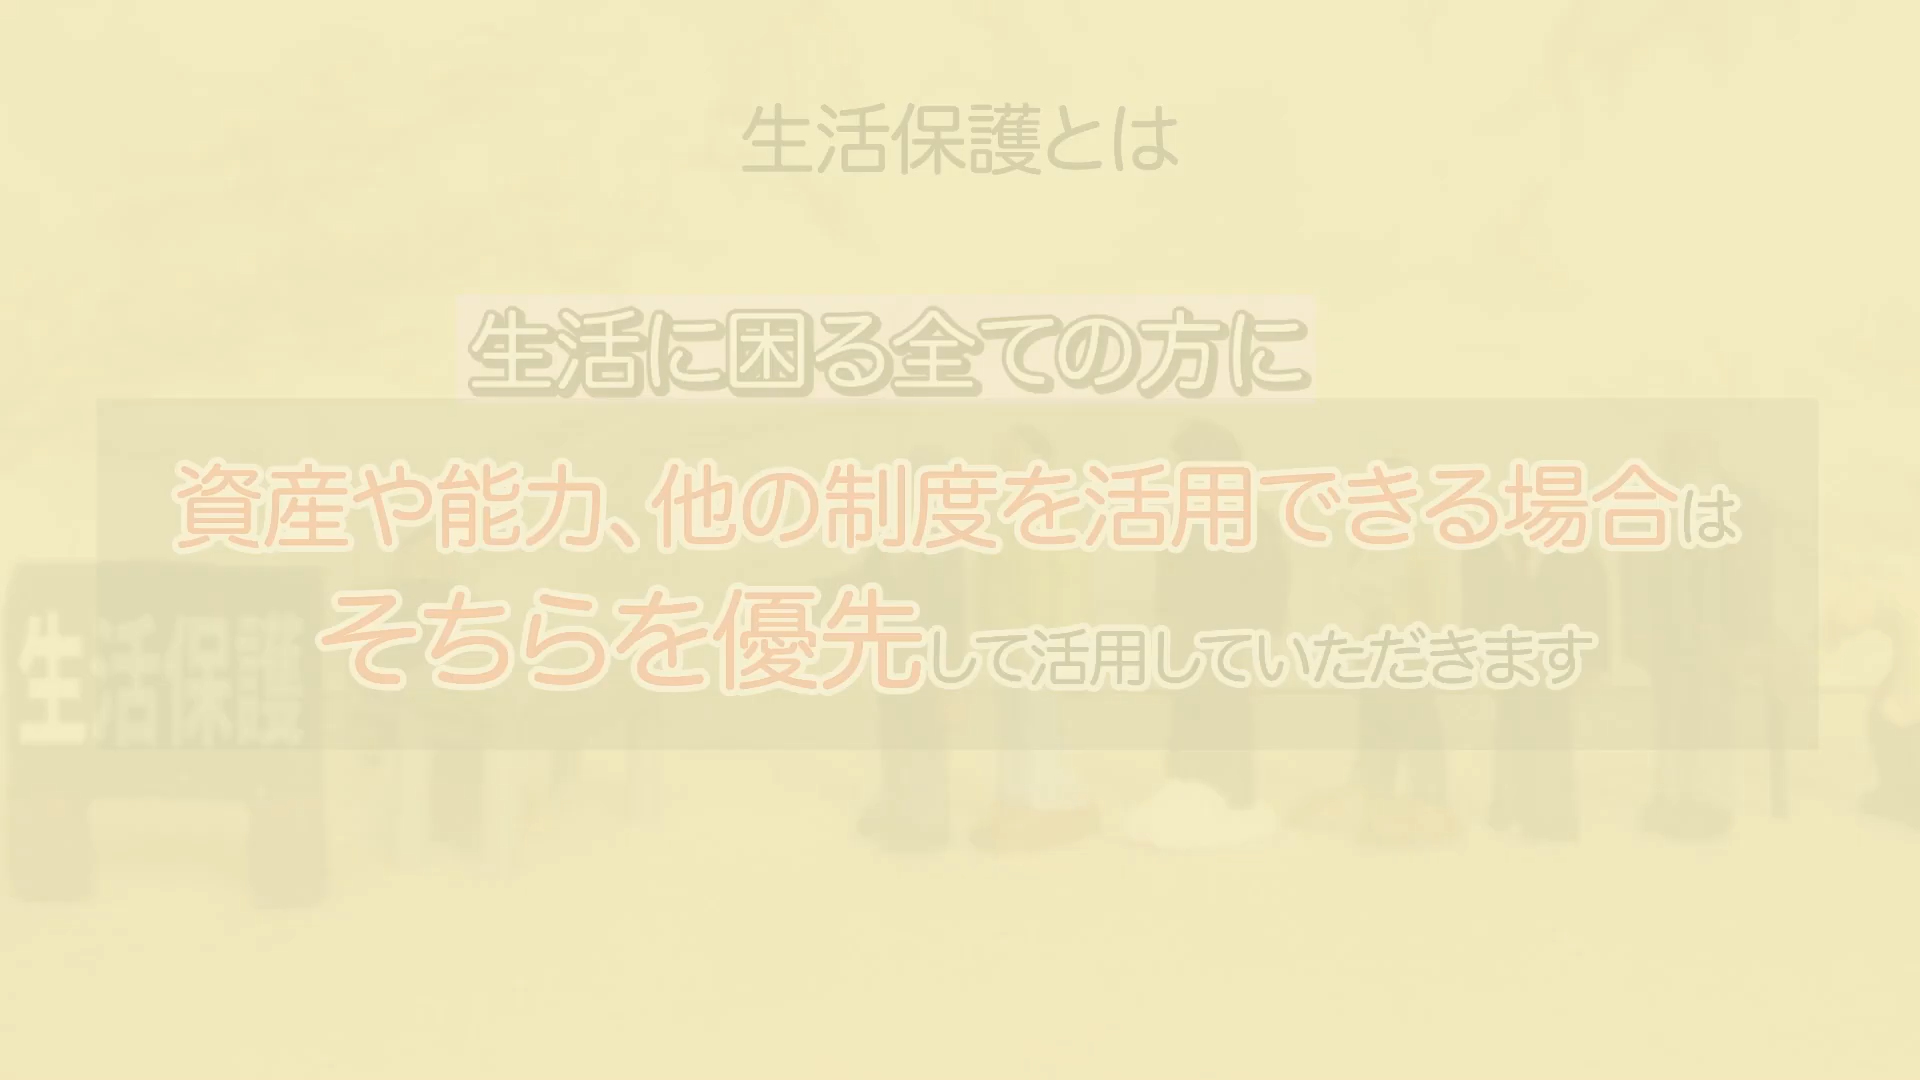 生活保護とは
生活に困る全ての方に
資産や能力、他の制度を活用できる場合は
そちらを優先して活用していただきます
生活保護